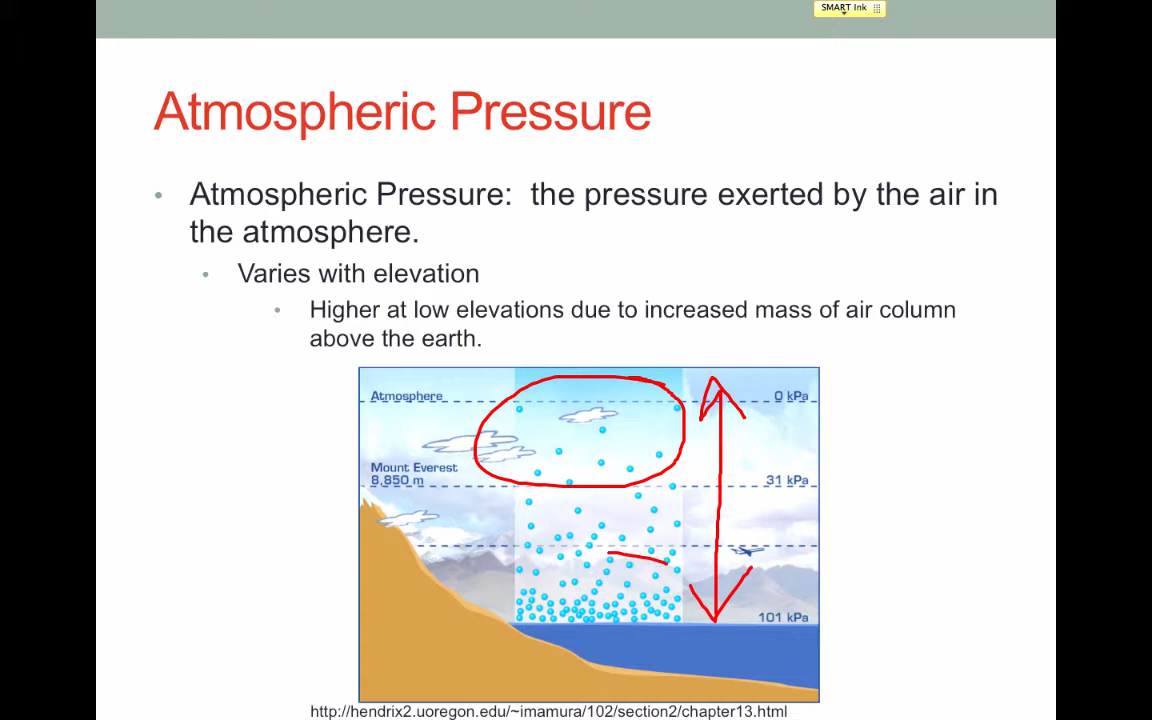 SMART Ink
Atmospheric Pressure
• Atmospheric Pressure:  the pressure exerted by the air in
the atmosphere.
• Varies with elevation
• Higher at low elevations due to increased mass of air column
above the earth.
Atmosphere
0 kPa
Mount Everest
8,850 m
31 kPa
101 kPa
http://hendrix2.uoregon.edu/~imamura/102/section2/chapter13.html